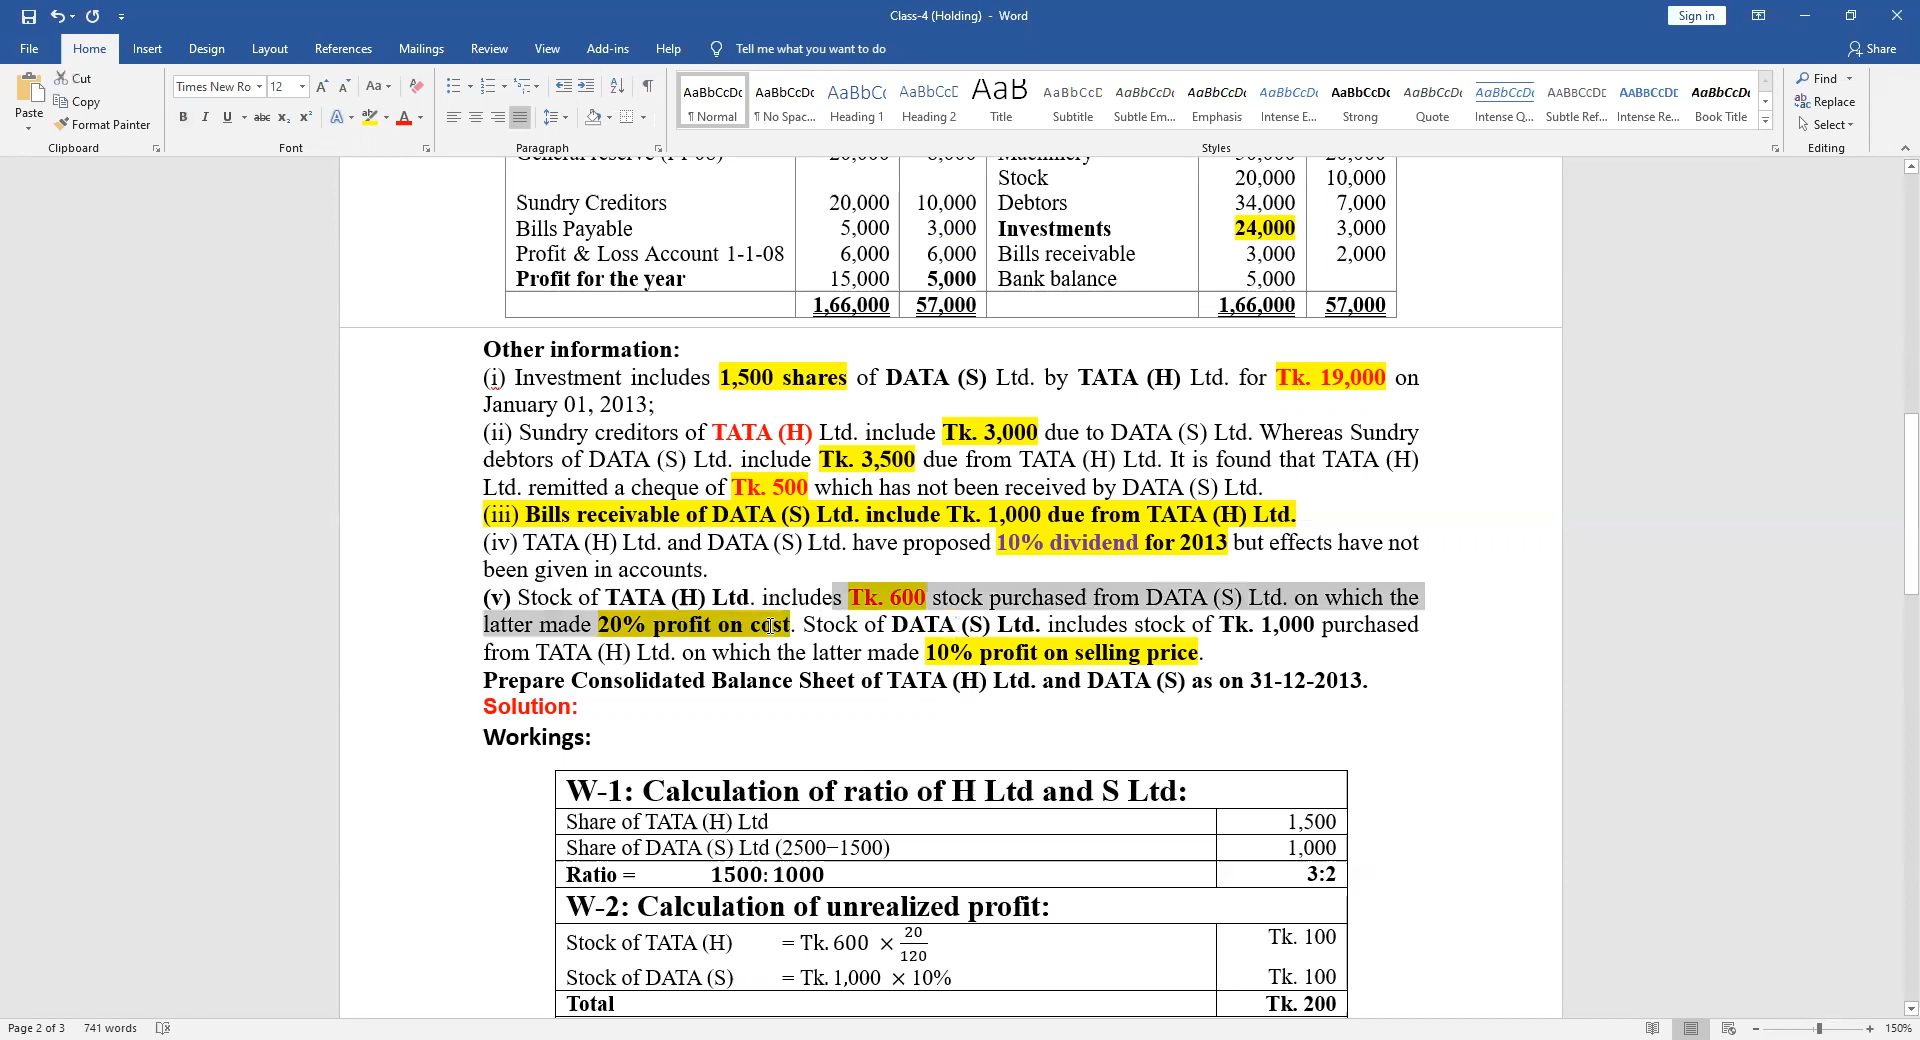 Class-4 (Holding) - Word
Sign in
File Home Insert Design Layout References Mailings Review View Add-ins Help Tell me what you want to do Share
Paste Cut Copy Format Painter
Times New Ro 12 Aa
AaBbCcDc AaBbCcDc AaBbC( AaBbCcD AaB AaBbCcD AaBbCcDc AaBbCcDc AaBbCcDc AaBbCcDc AaBbCcDc AaBbCcDc AABBCCDE AABBCCDE AaBbCcDc
¶ Normal ¶ No Spac... Heading 1 Heading 2 Title Subtitle Subtle Em... Emphasis Intense E... Strong Quote Intense Q... Subtle Ref... Intense Re... Book Title
Find Replace Select
Clipboard Font Paragraph Styles Editing
Stock 20,000 10,000
Sundry Creditors 20,000 10,000 Debtors 34,000 7,000
Bills Payable 5,000 3,000 Investments 24,000 3,000
Profit & Loss Account 1-1-08 6,000 6,000 Bills receivable 3,000 2,000
Profit for the year 15,000 5,000 Bank balance 5,000
1,66,000 57,000 1,66,000 57,000
Other information:
(i) Investment includes 1,500 shares of DATA (S) Ltd. by TATA (H) Ltd. for Tk. 19,000 on
January 01, 2013;
(ii) Sundry creditors of TATA (H) Ltd. include Tk. 3,000 due to DATA (S) Ltd. Whereas Sundry
debtors of DATA (S) Ltd. include Tk. 3,500 due from TATA (H) Ltd. It is found that TATA (H)
Ltd. remitted a cheque of Tk. 500 which has not been received by DATA (S) Ltd.
(iii) Bills receivable of DATA (S) Ltd. include Tk. 1,000 due from TATA (H) Ltd.
(iv) TATA (H) Ltd. and DATA (S) Ltd. have proposed 10% dividend for 2013 but effects have not
been given in accounts.
(v) Stock of TATA (H) Ltd. includes Tk. 600 stock purchased from DATA (S) Ltd. on which the
latter made 20% profit on cost. Stock of DATA (S) Ltd. includes stock of Tk. 1,000 purchased
from TATA (H) Ltd. on which the latter made 10% profit on selling price.
Prepare Consolidated Balance Sheet of TATA (H) Ltd. and DATA (S) as on 31-12-2013.
Solution:
Workings:
W-1: Calculation of ratio of H Ltd and S Ltd:
Share of TATA (H) Ltd 1,500
Share of DATA (S) Ltd (2500−1500) 1,000
Ratio = 1500:1000 3:2
W-2: Calculation of unrealized profit:
Stock of TATA (H) = Tk. 600 × 20/120 Tk. 100
Stock of DATA (S) = Tk. 1,000 × 10% Tk. 100
Total Tk. 200
Page 2 of 3 741 words 150%